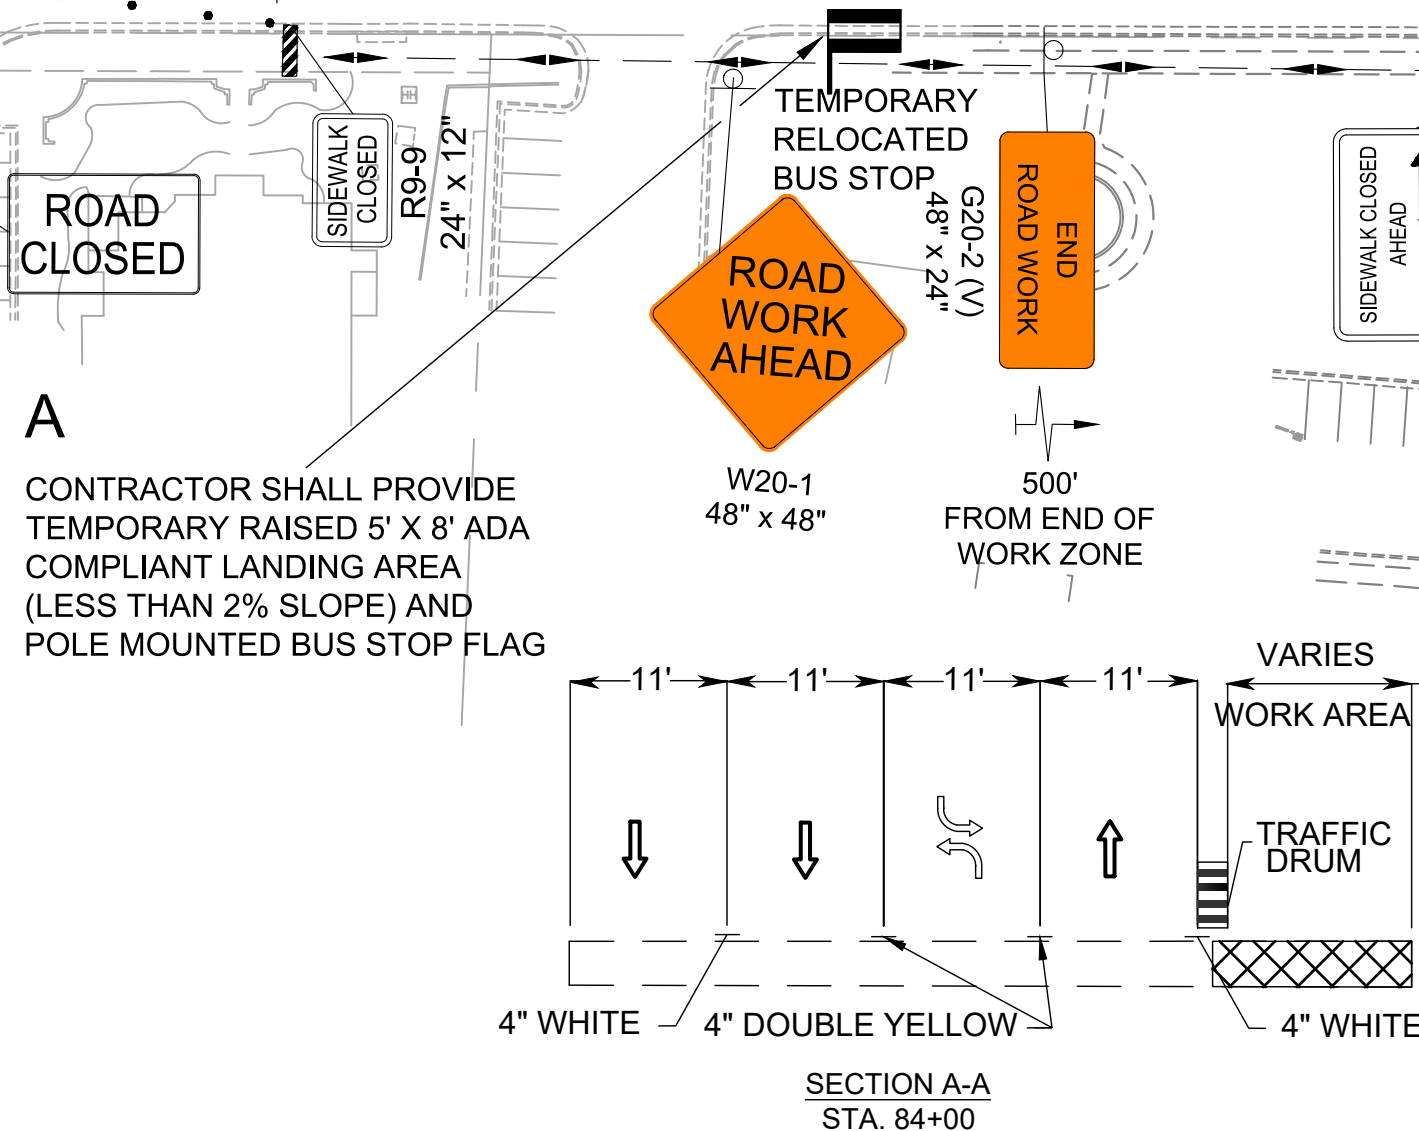 ROAD
CLOSED
SIDEWALK
CLOSED
R9-9
24" x 12"
TEMPORARY
RELOCATED
BUS STOP
ROAD
WORK
AHEAD
W20-1
48" x 48"
G20-2 (V)
48" x 24"
END
ROAD WORK
500'
FROM END OF
WORK ZONE
SIDEWALK CLOSED
AHEAD
A
CONTRACTOR SHALL PROVIDE
TEMPORARY RAISED 5' X 8' ADA
COMPLIANT LANDING AREA
(LESS THAN 2% SLOPE) AND
POLE MOUNTED BUS STOP FLAG
11'
11'
11'
11'
VARIES
WORK AREA
TRAFFIC
DRUM
4" WHITE
4" DOUBLE YELLOW
4" WHITE
SECTION A-A
STA. 84+00